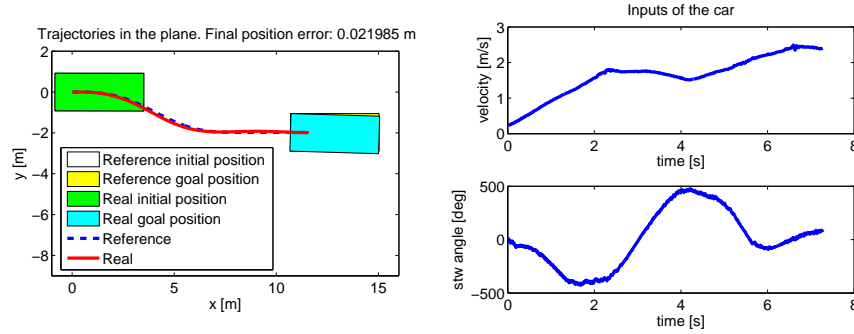 Trajectories in the plane. Final position error: 0.021985 m
2
0
−2
−4
−6
−8
y [m]
Reference initial position
Reference goal position
Real initial position
Real goal position
Reference
Real
0
5
10
15
x [m]
Inputs of the car
3
2
1
0
velocity [m/s]
0
2
4
6
8
time [s]
500
0
−500
stw angle [deg]
0
2
4
6
8
time [s]